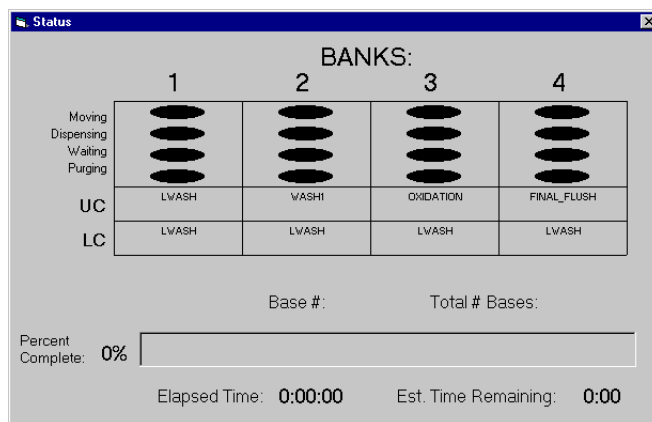 Status
BANKS:
1 2 3 4
Moving
Dispensing
Waiting
Purging
UC LWASH WASH1 OXIDATION FINAL_FLUSH
LC LWASH LWASH LWASH LWASH
Base #: Total # Bases:
Percent
Complete: 0%
Elapsed Time: 0:00:00 Est. Time Remaining: 0:00